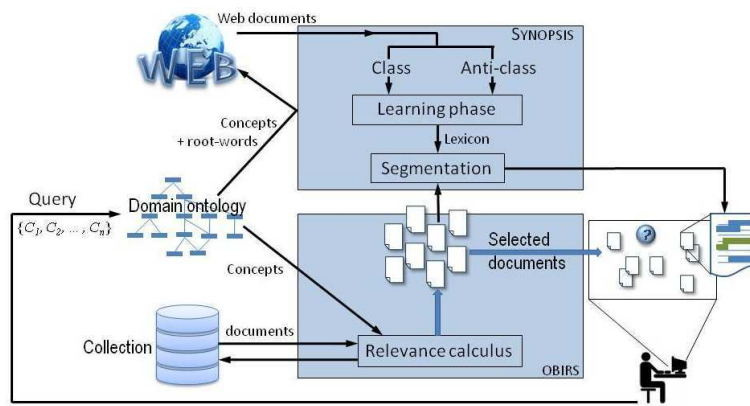 Web documents
SYNOPSIS
WEB
Class
Anti-class
Learning phase
Concepts
+ root-words
Lexicon
Segmentation
Query
Domain ontology
{C1, C2, ..., Cn}
Selected
documents
?
Concepts
documents
Collection
Relevance calculus
OBIRS